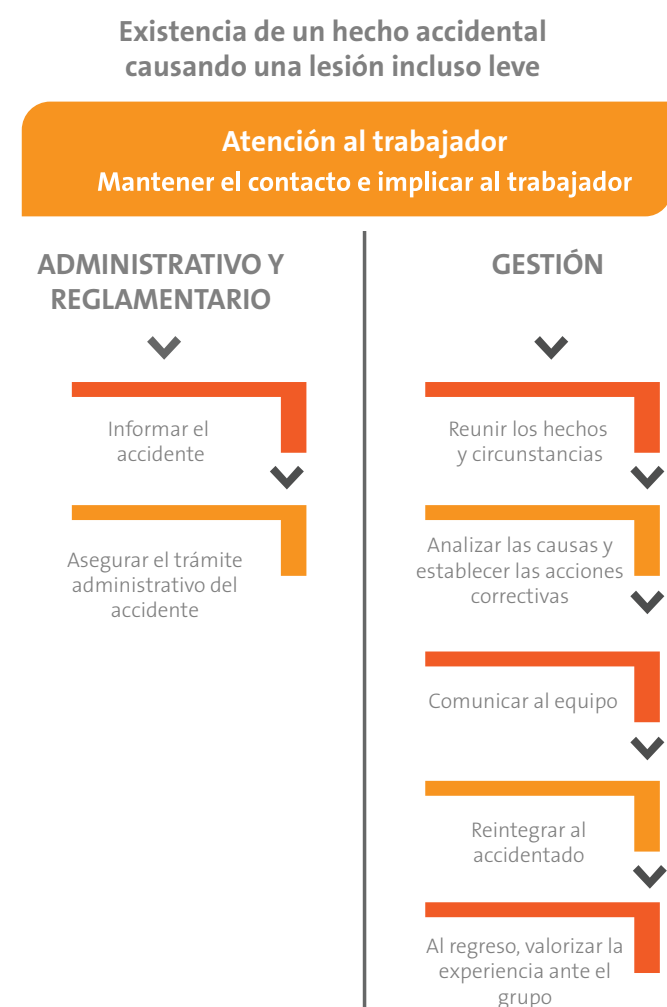 Existencia de un hecho accidental
causando una lesión incluso leve
Atención al trabajador
Mantener el contacto e implicar al trabajador
ADMINISTRATIVO Y
REGLAMENTARIO
Informar el
accidente
Asegurar el trámite
administrativo del
accidente
GESTIÓN
Reunir los hechos
y circunstancias
Analizar las causas y
establecer las acciones
correctivas
Comunicar al equipo
Reintegrar al
accidentado
Al regreso, valorizar la
experiencia ante el
grupo